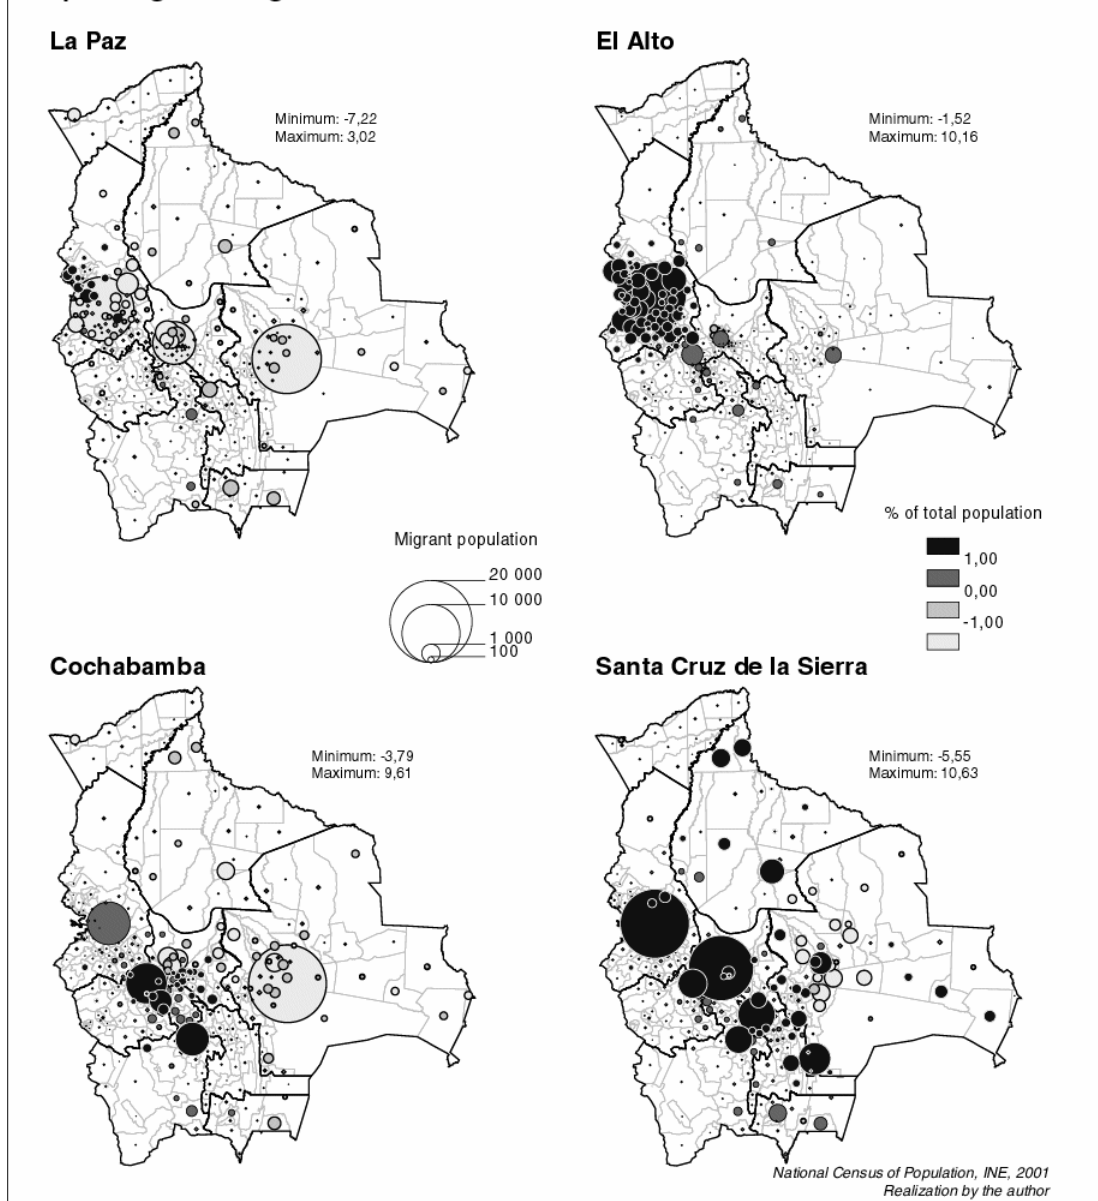 La Paz
El Alto
Minimum: -7,22
Maximum: 3,02
Minimum: -1,52
Maximum: 10,16
Migrant population
20 000
10 000
1 000
100
% of total population
1,00
0,00
-1,00
Cochabamba
Santa Cruz de la Sierra
Minimum: -3,79
Maximum: 9,61
Minimum: -5,55
Maximum: 10,63
National Census of Population, INE, 2001
Realization by the author